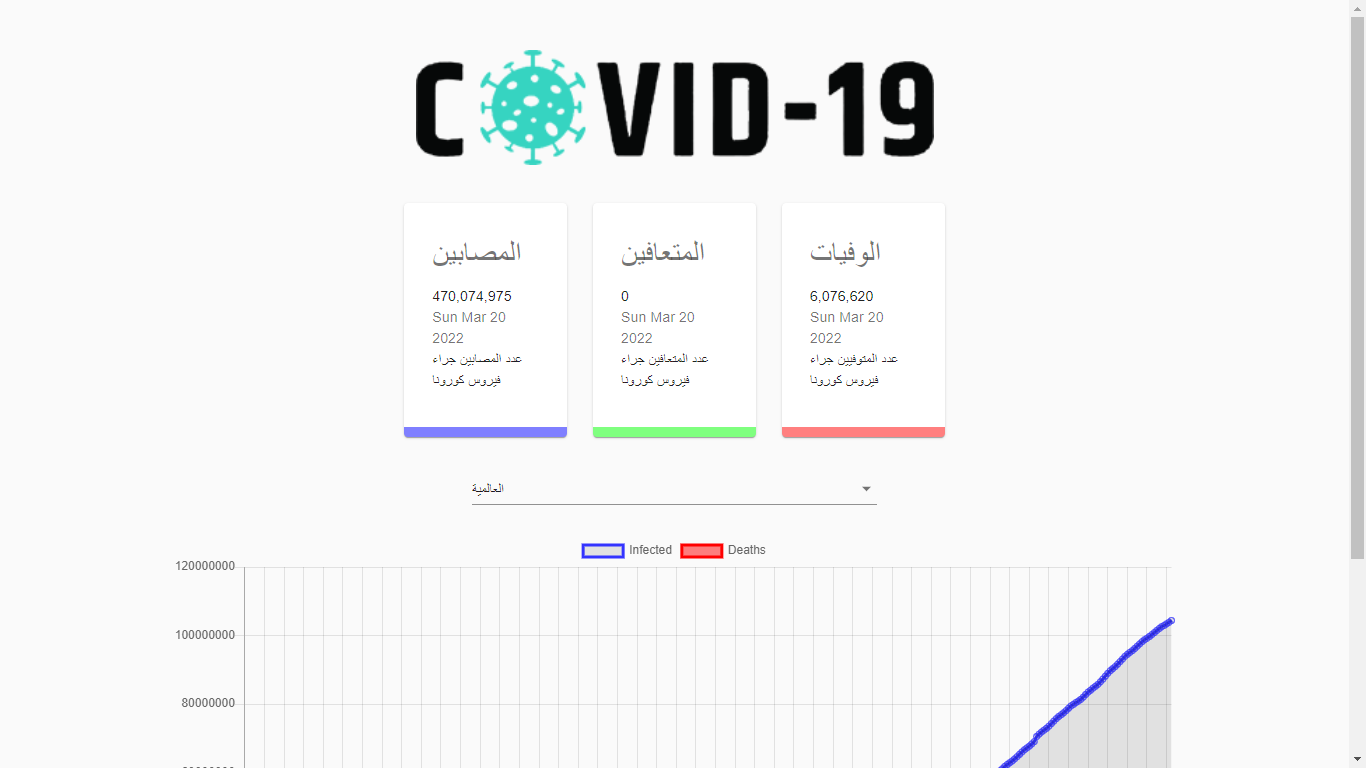 COVID-19
المصابين
470,074,975
Sun Mar 20
2022
عدد المصابين جراء
فيروس كورونا
المتعافين
0
Sun Mar 20
2022
عدد المتعافين جراء
فيروس كورونا
الوفيات
6,076,620
Sun Mar 20
2022
عدد المتوفيين جراء
فيروس كورونا
العالمية
Infected Deaths
120000000
100000000
80000000